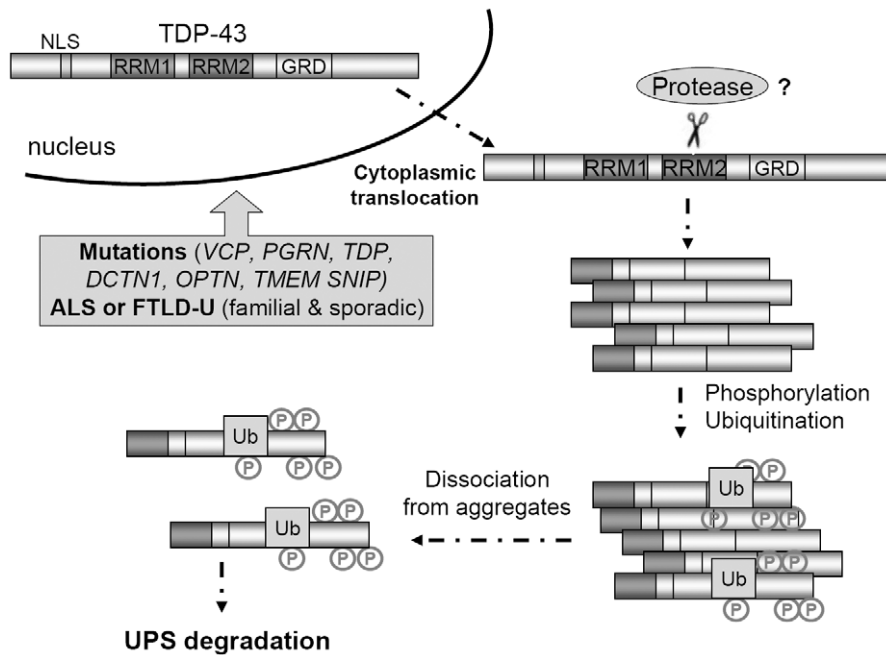 TDP-43
NLS
RRM1 RRM2 GRD
nucleus
Protease ?
Cytoplasmic
translocation
RRM1 RRM2 GRD
Mutations (VCP, PGRN, TDP,
DCTN1, OPTN, TMEM SNIP)
ALS or FTLD-U (familial & sporadic)
Phosphorylation
Ubiquitination
Ub P P
P P P
Ub P P
P P P
Dissociation
from aggregates
Ub P P
P P P
Ub P P
P P P
UPS degradation